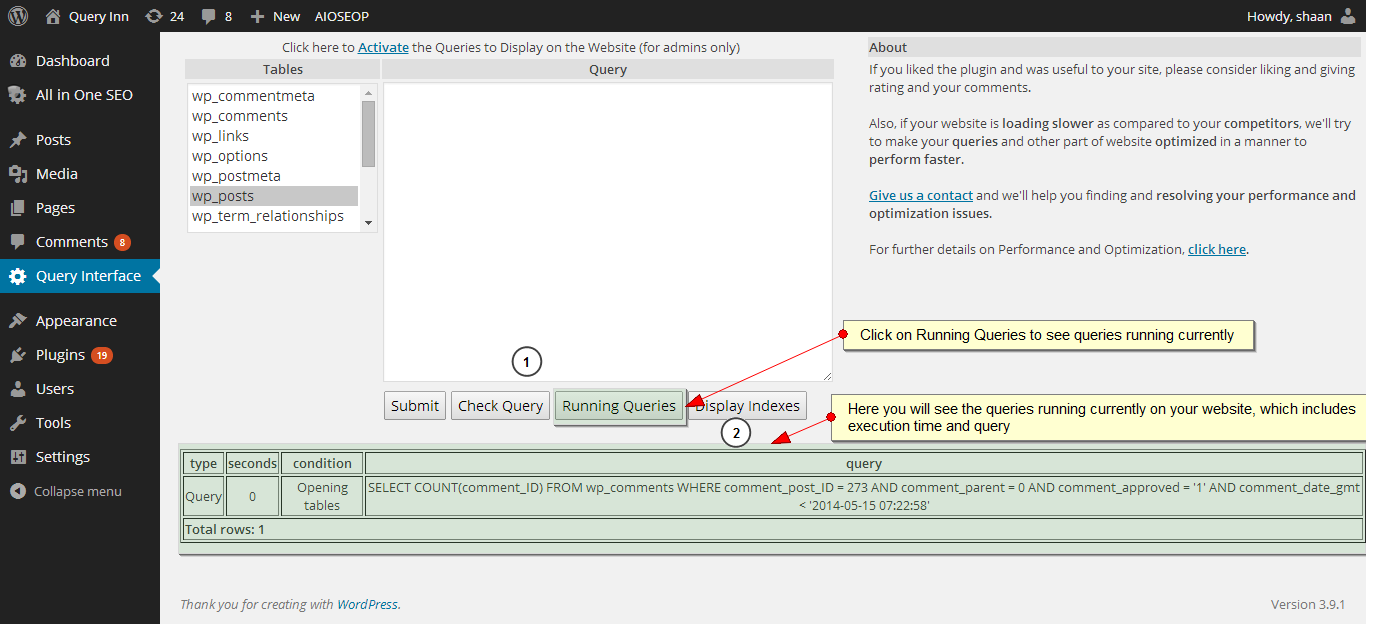 Query Inn 24 8 New AIOSEOP Howdy, shaan
Dashboard
All in One SEO
Posts
Media
Pages
Comments 8
Query Interface
Appearance
Plugins 19
Users
Tools
Settings
Collapse menu
Click here to Activate the Queries to Display on the Website (for admins only)
Tables Query
wp_commentmeta
wp_comments
wp_links
wp_options
wp_postmeta
wp_posts
wp_term_relationships
About
If you liked the plugin and was useful to your site, please consider liking and giving
rating and your comments.
Also, if your website is loading slower as compared to your competitors, we'll try
to make your queries and other part of website optimized in a manner to
perform faster.
Give us a contact and we'll help you finding and resolving your performance and
optimization issues.
For further details on Performance and Optimization, click here.
Click on Running Queries to see queries running currently
1
Submit Check Query Running Queries Display Indexes
2
Here you will see the queries running currently on your website, which includes
execution time and query
type seconds condition query
Query 0 Opening tables SELECT COUNT(comment_ID) FROM wp_comments WHERE comment_post_ID = 273 AND comment_parent = 0 AND comment_approved = '1' AND comment_date_gmt
< '2014-05-15 07:22:58'
Total rows: 1
Thank you for creating with WordPress. Version 3.9.1